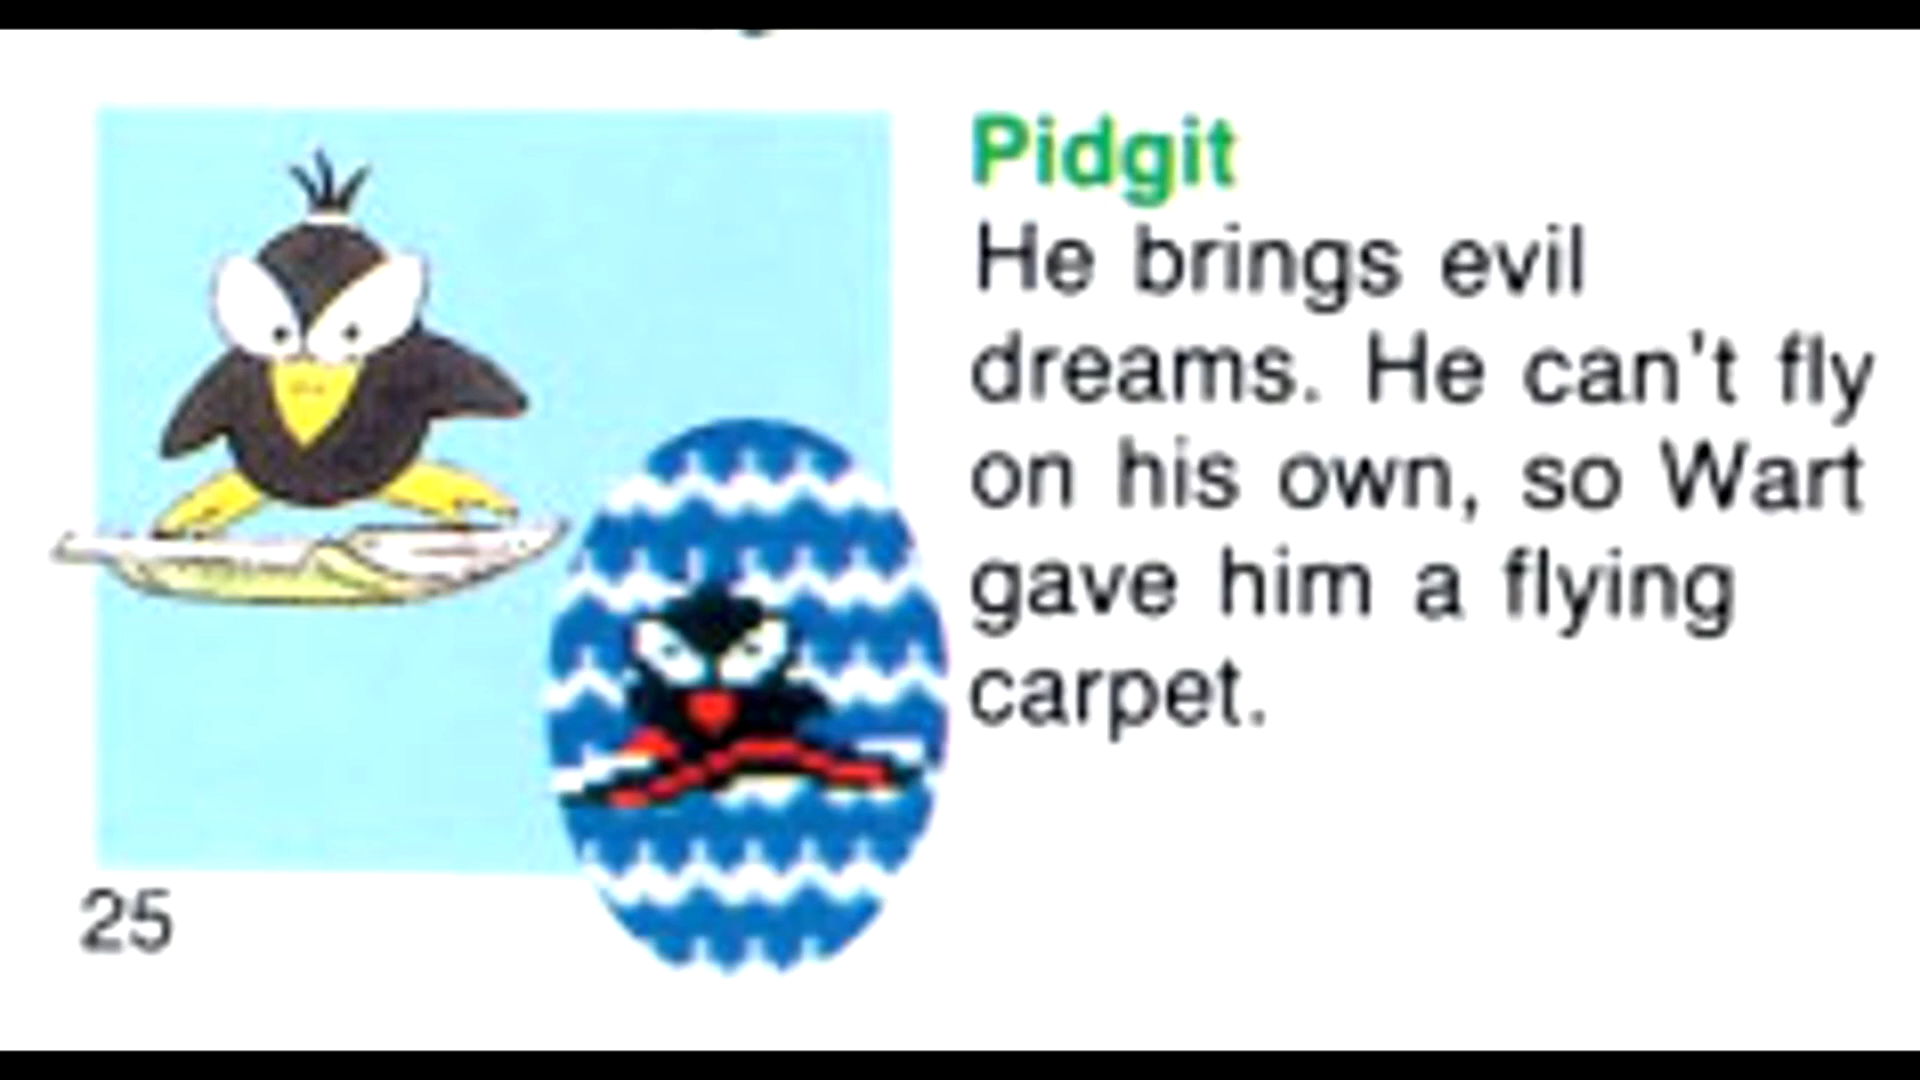 Pidgit
He brings evil
dreams. He can't fly
on his own, so Wart
gave him a flying
carpet.
25